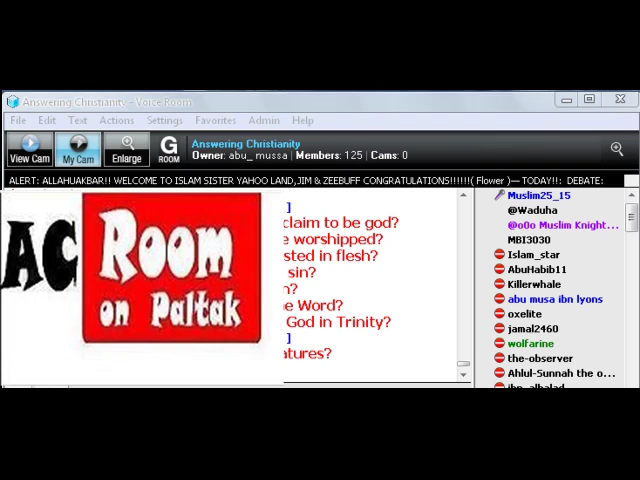 Answering Christianity - Voice Room
File Edit Text Actions Settings Favorites Admin Help
View Cam
My Cam
Enlarge
G
ROOM
Answering Christianity
Owner: abu_ mussa | Members: 125 | Cams: 0
ALERT: ALLAHUAKBAR!! WELCOME TO ISLAM SISTER YAHOO LAND,JIM & ZEEBUFF CONGRATULATIONS!!!!!!( Flower )— TODAY!!: DEBATE:
AC
Room
on Paltak
]
claim to be god?
e worshipped?
sted in flesh?
sin?
n?
e Word?
God in Trinity?
]
atures?
Muslim25_15
@Waduha
@o0o Muslim Knight...
MBI3030
Islam_star
AbuHabib11
Killerwhale
abu musa ibn lyons
oxelite
jamal2460
wolfarine
the-observer
Ahlul-Sunnah the o...
ibn_albalad